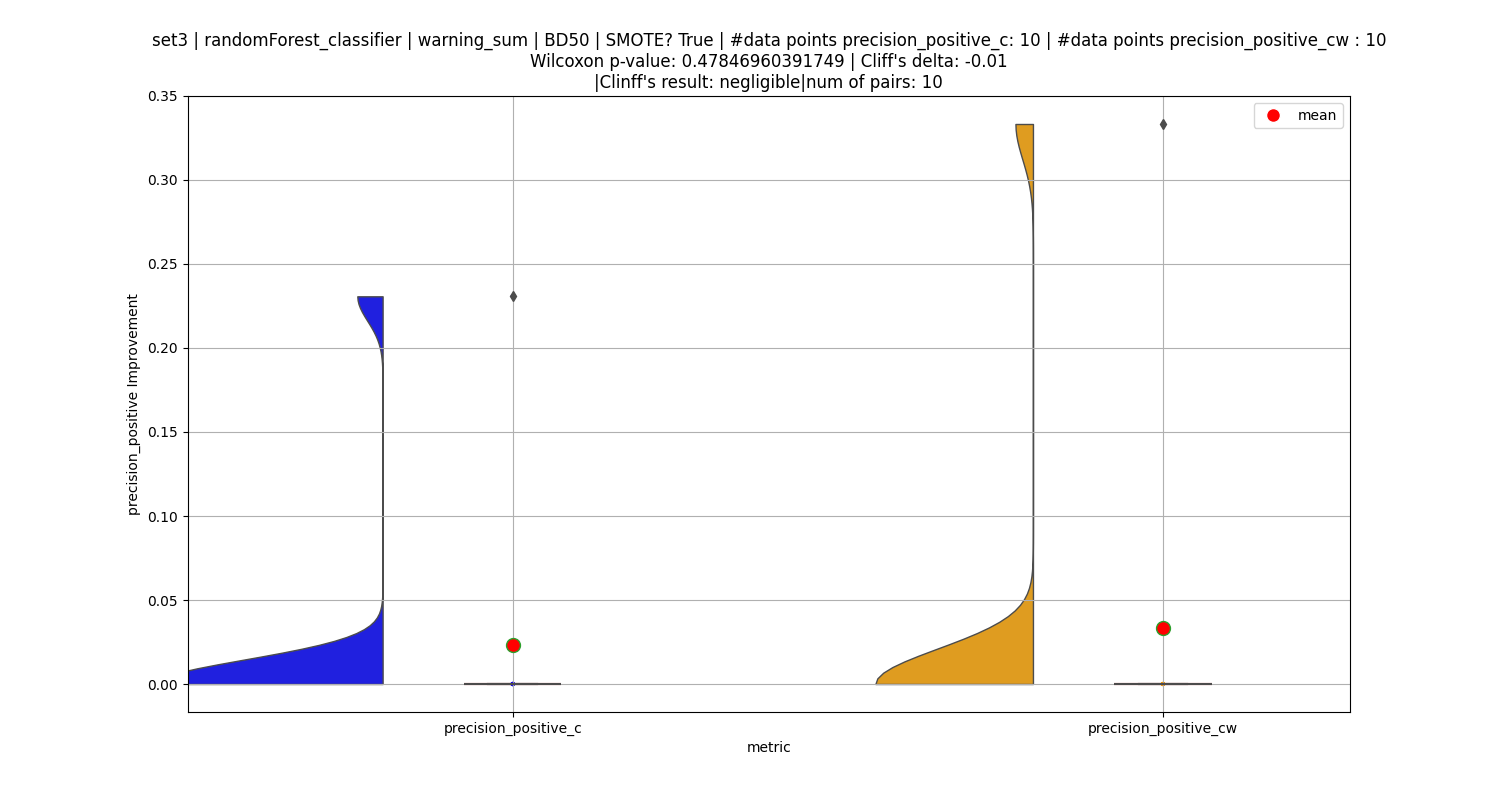 set3 | randomForest_classifier | warning_sum | BD50 | SMOTE? True | #data points precision_positive_c: 10 | #data points precision_positive_cw : 10
Wilcoxon p-value: 0.47846960391749 | Cliff's delta: -0.01
|Clinff's result: negligible|num of pairs: 10
0.35
mean
0.30
0.25
0.20
0.15
0.10
0.05
0.00
precision_positive Improvement
precision_positive_c
precision_positive_cw
metric